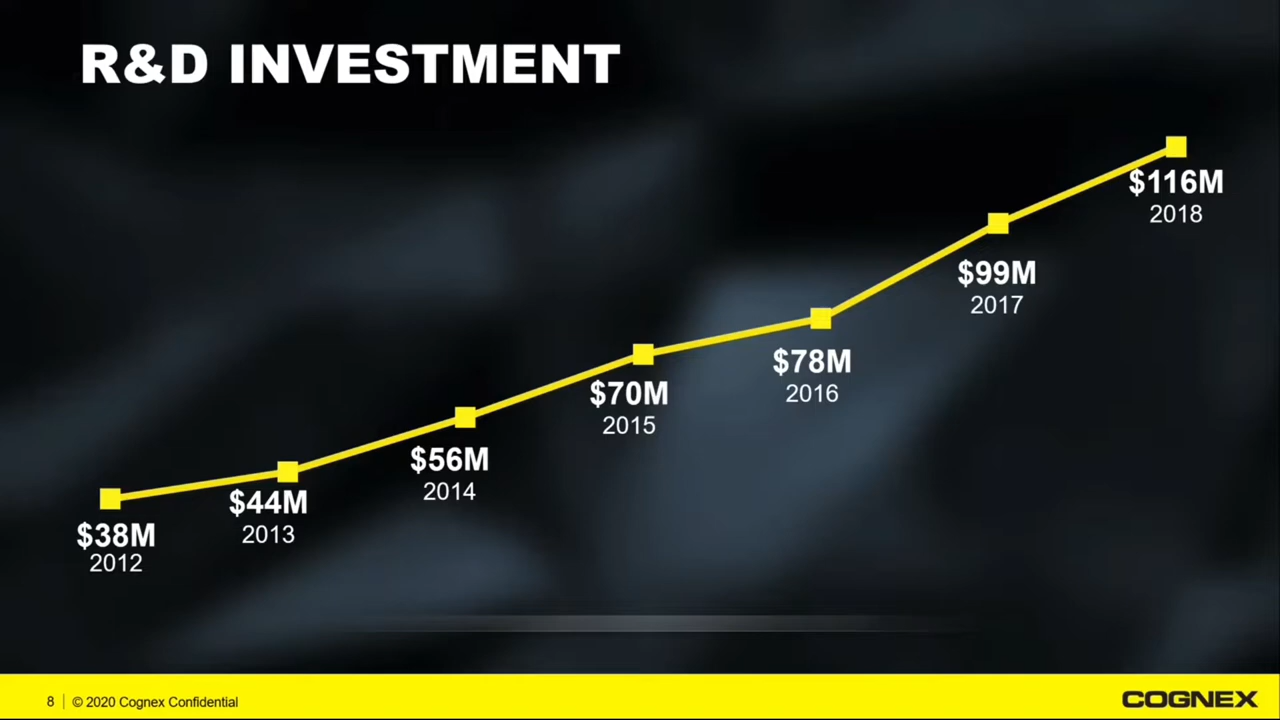 R&D INVESTMENT
$116M
2018
$99M
2017
$78M
2016
$70M
2015
$56M
2014
$44M
2013
$38M
2012
8 | © 2020 Cognex Confidential
COGNEX